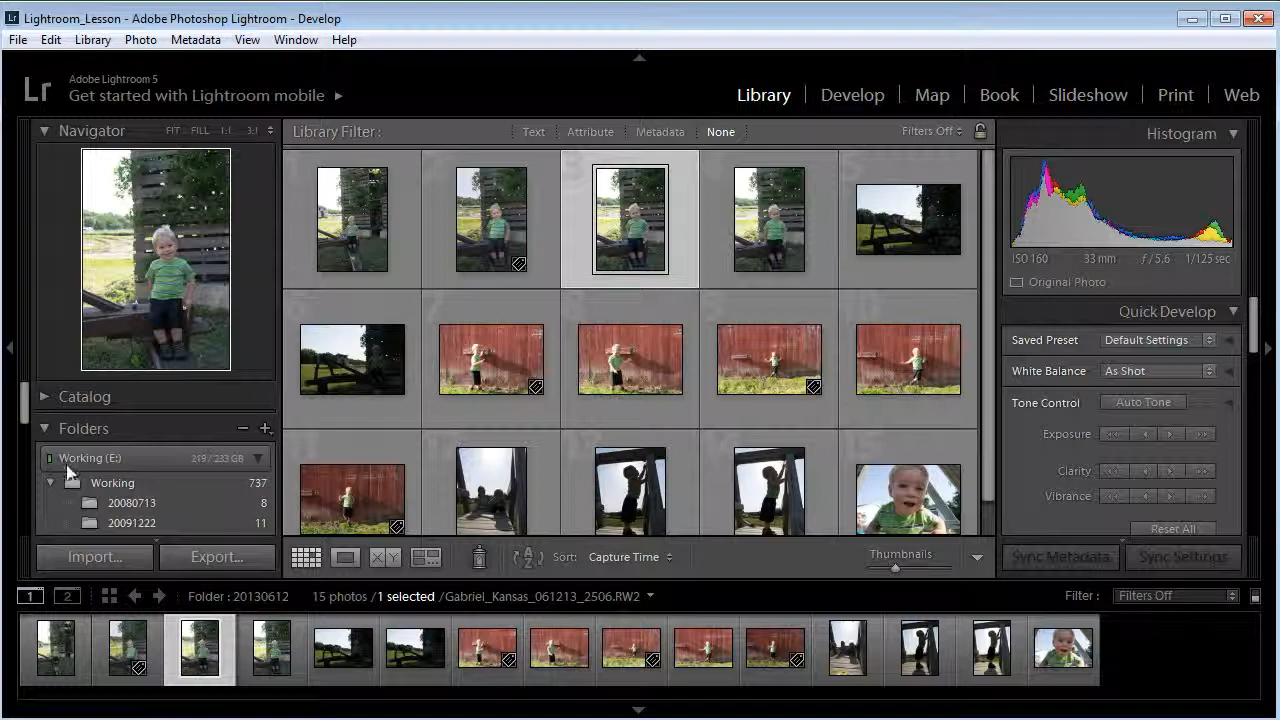 Lightroom_Lesson - Adobe Photoshop Lightroom - Develop
File Edit Library Photo Metadata View Window Help
Lr
Adobe Lightroom 5
Get started with Lightroom mobile
Library Develop Map Book Slideshow Print Web
Navigator FIT FILL 1:1 3:1
Library Filter : Text Attribute Metadata None Filters Off
Histogram
ISO 160 33 mm ƒ / 5.6 1/125 sec
Original Photo
Quick Develop
Saved Preset Default Settings
White Balance As Shot
Tone Control Auto Tone
Exposure
Clarity
Vibrance
Reset All
Catalog
Folders
Working (E:) 219 / 233 GB
Working 737
20080713 8
20091222 11
Import... Export...
Sort: Capture Time
Thumbnails
Sync Metadata Sync Settings
1 2 Folder : 20130612 15 photos / 1 selected / Gabriel_Kansas_061213_2506.RW2 Filter : Filters Off